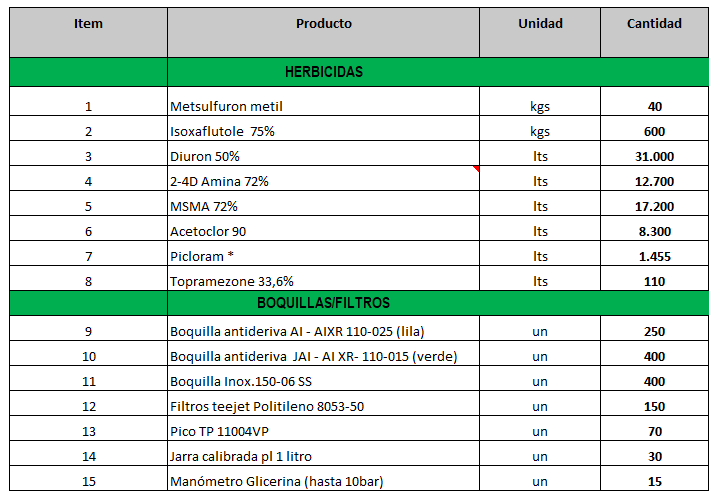 Item Producto Unidad Cantidad
HERBICIDAS
1 Metsulfuron metil kgs 40
2 Isoxaflutole 75% kgs 600
3 Diuron 50% lts 31.000
4 2-4D Amina 72% lts 12.700
5 MSMA 72% lts 17.200
6 Acetoclor 90 lts 8.300
7 Picloram * lts 1.455
8 Topramezone 33,6% lts 110
BOQUILLAS/FILTROS
9 Boquilla antideriva AI - AIXR 110-025 (lila) un 250
10 Boquilla antideriva JAI - AI XR- 110-015 (verde) un 400
11 Boquilla Inox.150-06 SS un 400
12 Filtros teejet Politileno 8053-50 un 150
13 Pico TP 11004VP un 70
14 Jarra calibrada pl 1 litro un 30
15 Manómetro Glicerina (hasta 10bar) un 15